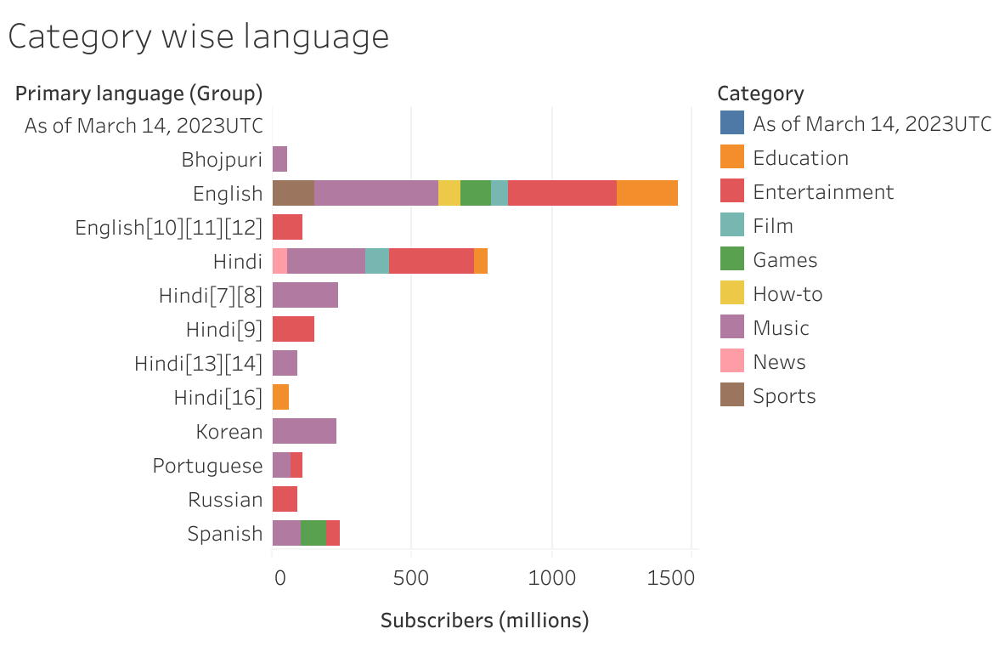 Category wise language
Primary language (Group)
As of March 14, 2023UTC
Bhojpuri
English
English[10][11][12]
Hindi
Hindi[7][8]
Hindi[9]
Hindi[13][14]
Hindi[16]
Korean
Portuguese
Russian
Spanish
0 500 1000 1500
Subscribers (millions)
Category
As of March 14, 2023UTC
Education
Entertainment
Film
Games
How-to
Music
News
Sports